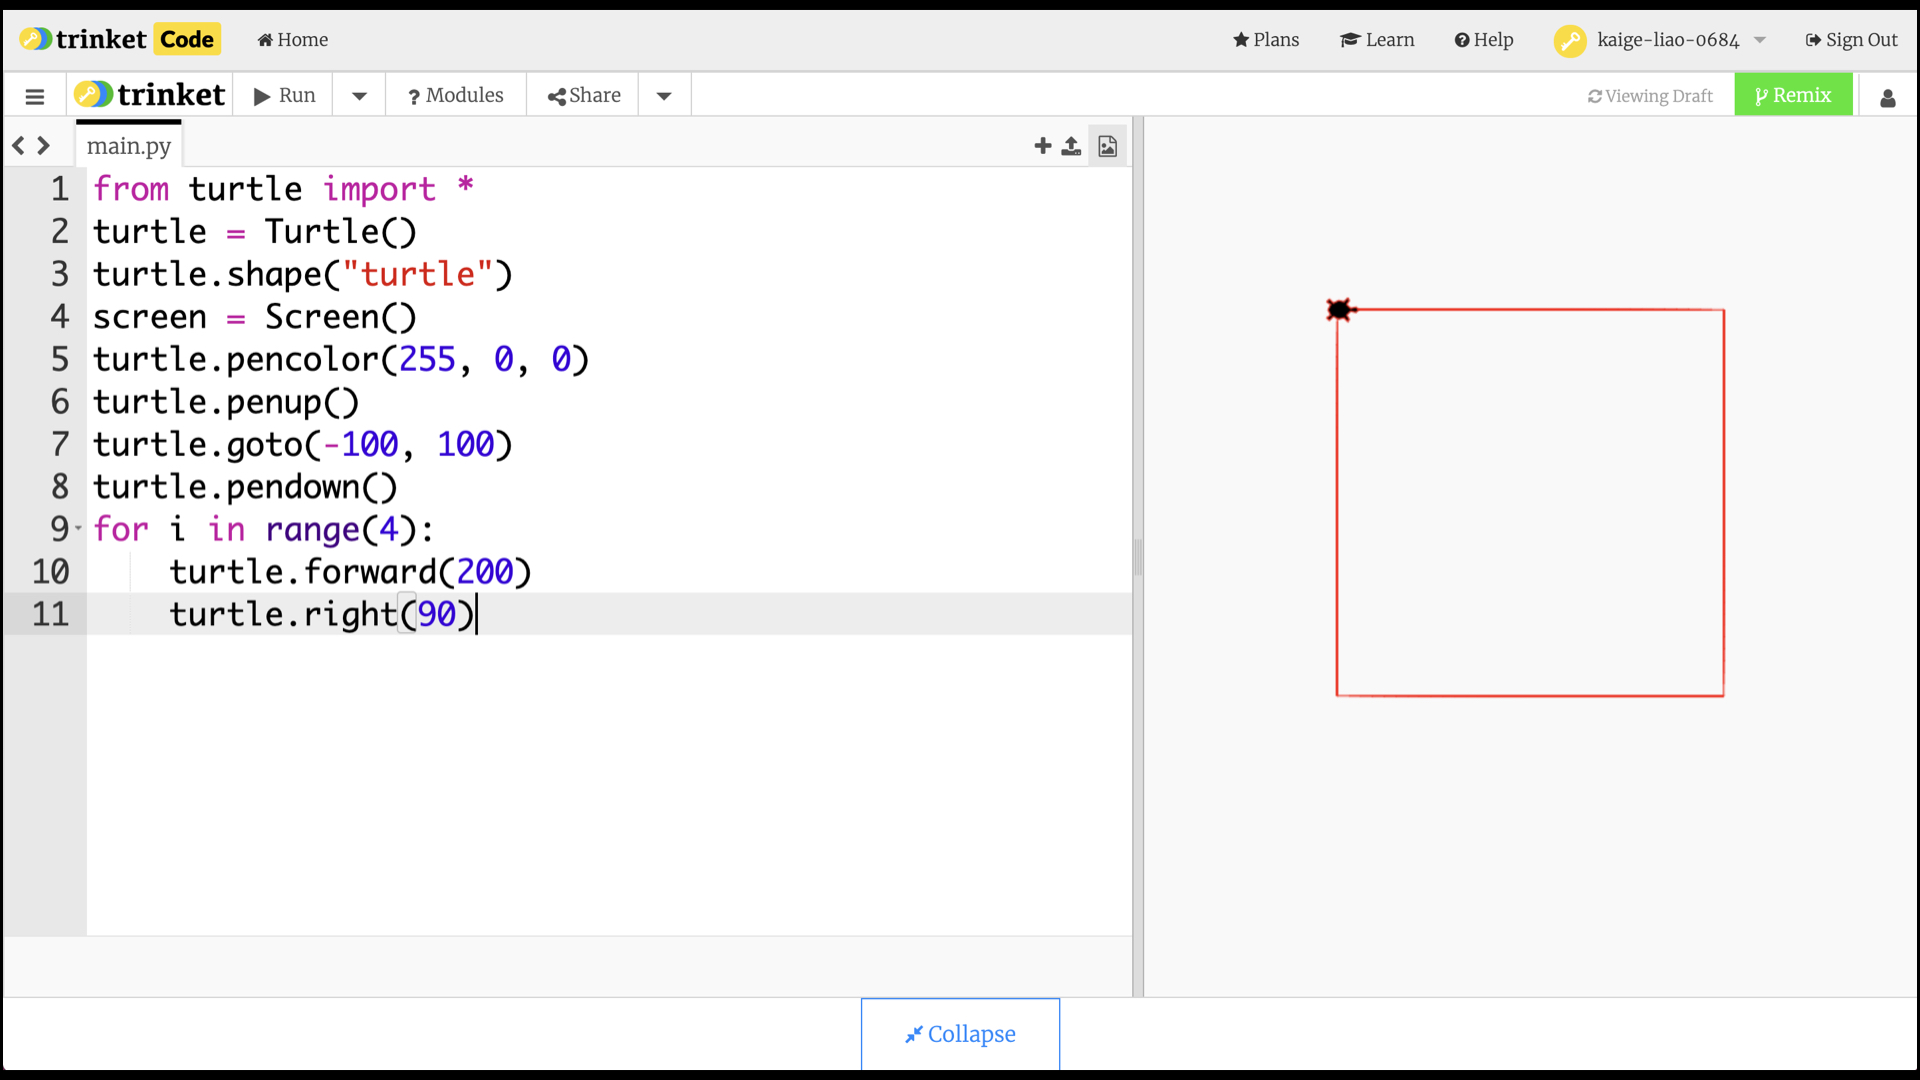 trinket Code Home Plans Learn Help kaige-liao-0684 Sign Out
trinket Run ? Modules Share Viewing Draft Remix
main.py
1 from turtle import *
2 turtle = Turtle()
3 turtle.shape("turtle")
4 screen = Screen()
5 turtle.pencolor(255, 0, 0)
6 turtle.penup()
7 turtle.goto(-100, 100)
8 turtle.pendown()
9 for i in range(4):
10     turtle.forward(200)
11     turtle.right(90)
Collapse